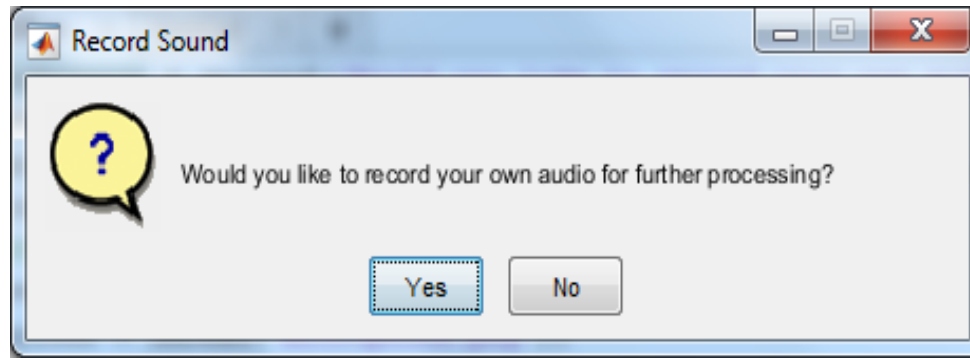 Record Sound
?
Would you like to record your own audio for further processing?
Yes
No